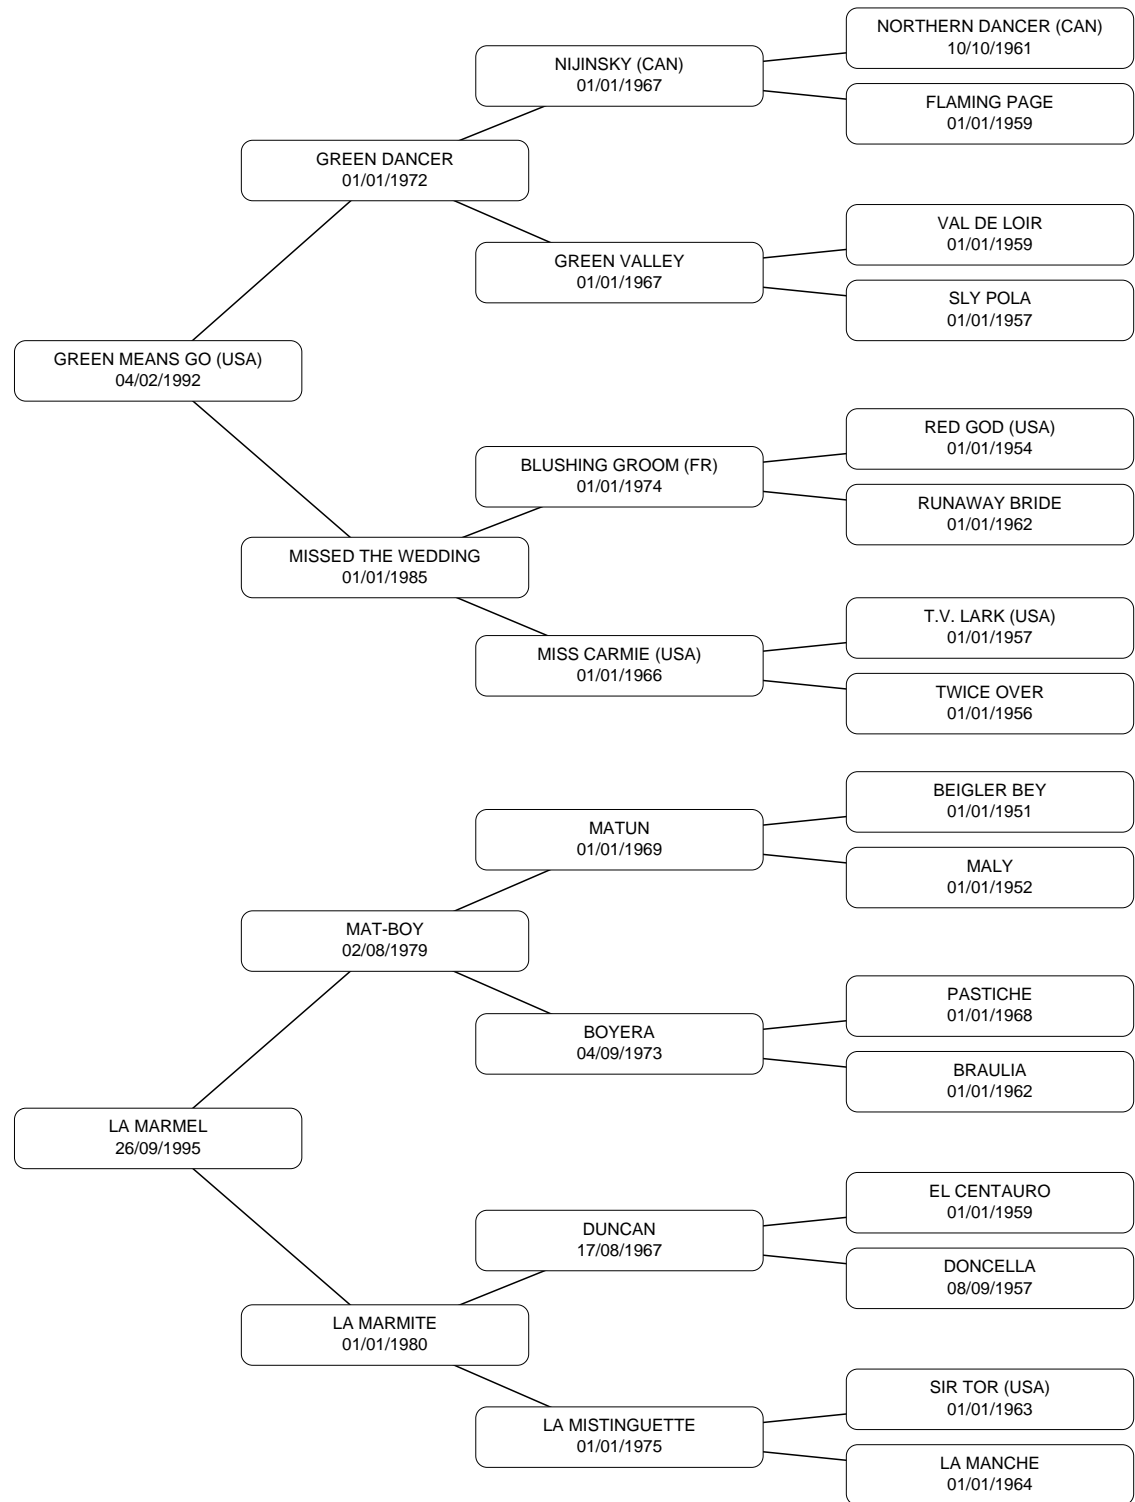 NORTHERN DANCER (CAN)
10/10/1961
NIJINSKY (CAN)
01/01/1967
FLAMING PAGE
01/01/1959
GREEN DANCER
01/01/1972
VAL DE LOIR
01/01/1959
GREEN VALLEY
01/01/1967
SLY POLA
01/01/1957
GREEN MEANS GO (USA)
04/02/1992
RED GOD (USA)
01/01/1954
BLUSHING GROOM (FR)
01/01/1974
RUNAWAY BRIDE
01/01/1962
MISSED THE WEDDING
01/01/1985
T.V. LARK (USA)
01/01/1957
MISS CARMIE (USA)
01/01/1966
TWICE OVER
01/01/1956
BEIGLER BEY
01/01/1951
MATUN
01/01/1969
MALY
01/01/1952
MAT-BOY
02/08/1979
PASTICHE
01/01/1968
BOYERA
04/09/1973
BRAULIA
01/01/1962
LA MARMEL
26/09/1995
EL CENTAURO
01/01/1959
DUNCAN
17/08/1967
DONCELLA
08/09/1957
LA MARMITE
01/01/1980
SIR TOR (USA)
01/01/1963
LA MISTINGUETTE
01/01/1975
LA MANCHE
01/01/1964